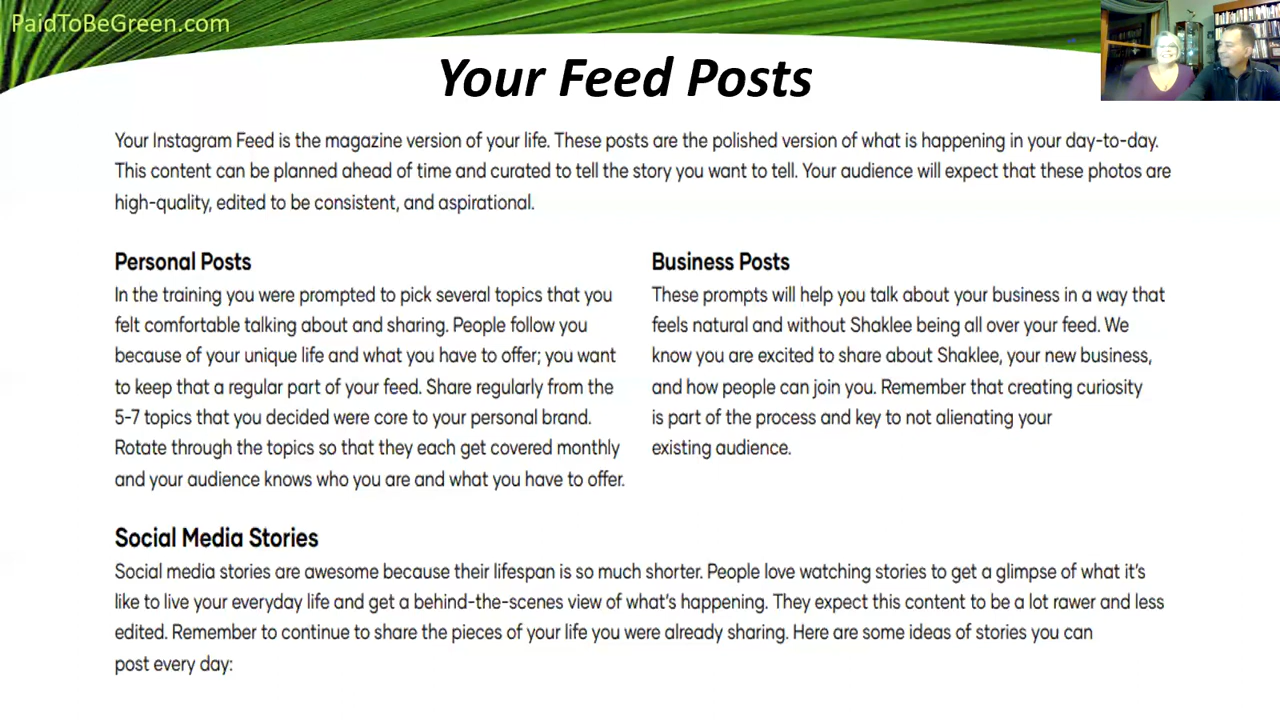 PaidToBeGreen.com
Your Feed Posts
Your Instagram Feed is the magazine version of your life. These posts are the polished version of what is happening in your day-to-day.
This content can be planned ahead of time and curated to tell the story you want to tell. Your audience will expect that these photos are
high-quality, edited to be consistent, and aspirational.
Personal Posts
In the training you were prompted to pick several topics that you
felt comfortable talking about and sharing. People follow you
because of your unique life and what you have to offer; you want
to keep that a regular part of your feed. Share regularly from the
5-7 topics that you decided were core to your personal brand.
Rotate through the topics so that they each get covered monthly
and your audience knows who you are and what you have to offer.
Business Posts
These prompts will help you talk about your business in a way that
feels natural and without Shaklee being all over your feed. We
know you are excited to share about Shaklee, your new business,
and how people can join you. Remember that creating curiosity
is part of the process and key to not alienating your
existing audience.
Social Media Stories
Social media stories are awesome because their lifespan is so much shorter. People love watching stories to get a glimpse of what it's
like to live your everyday life and get a behind-the-scenes view of what's happening. They expect this content to be a lot rawer and less
edited. Remember to continue to share the pieces of your life you were already sharing. Here are some ideas of stories you can
post every day: